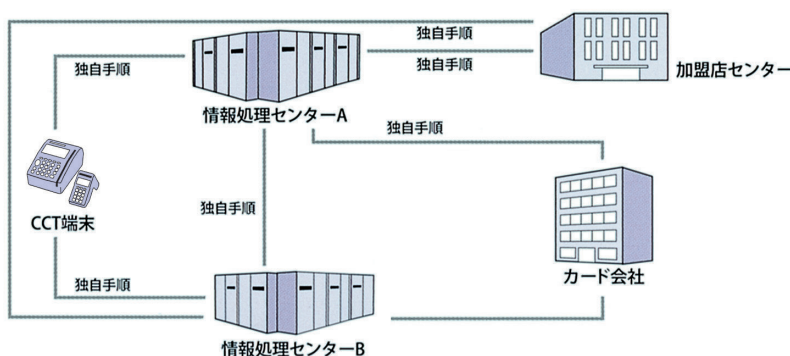 独自手順
独自手順
独自手順
加盟店センター
情報処理センターA
独自手順
独自手順
CCT端末
カード会社
独自手順
情報処理センターB